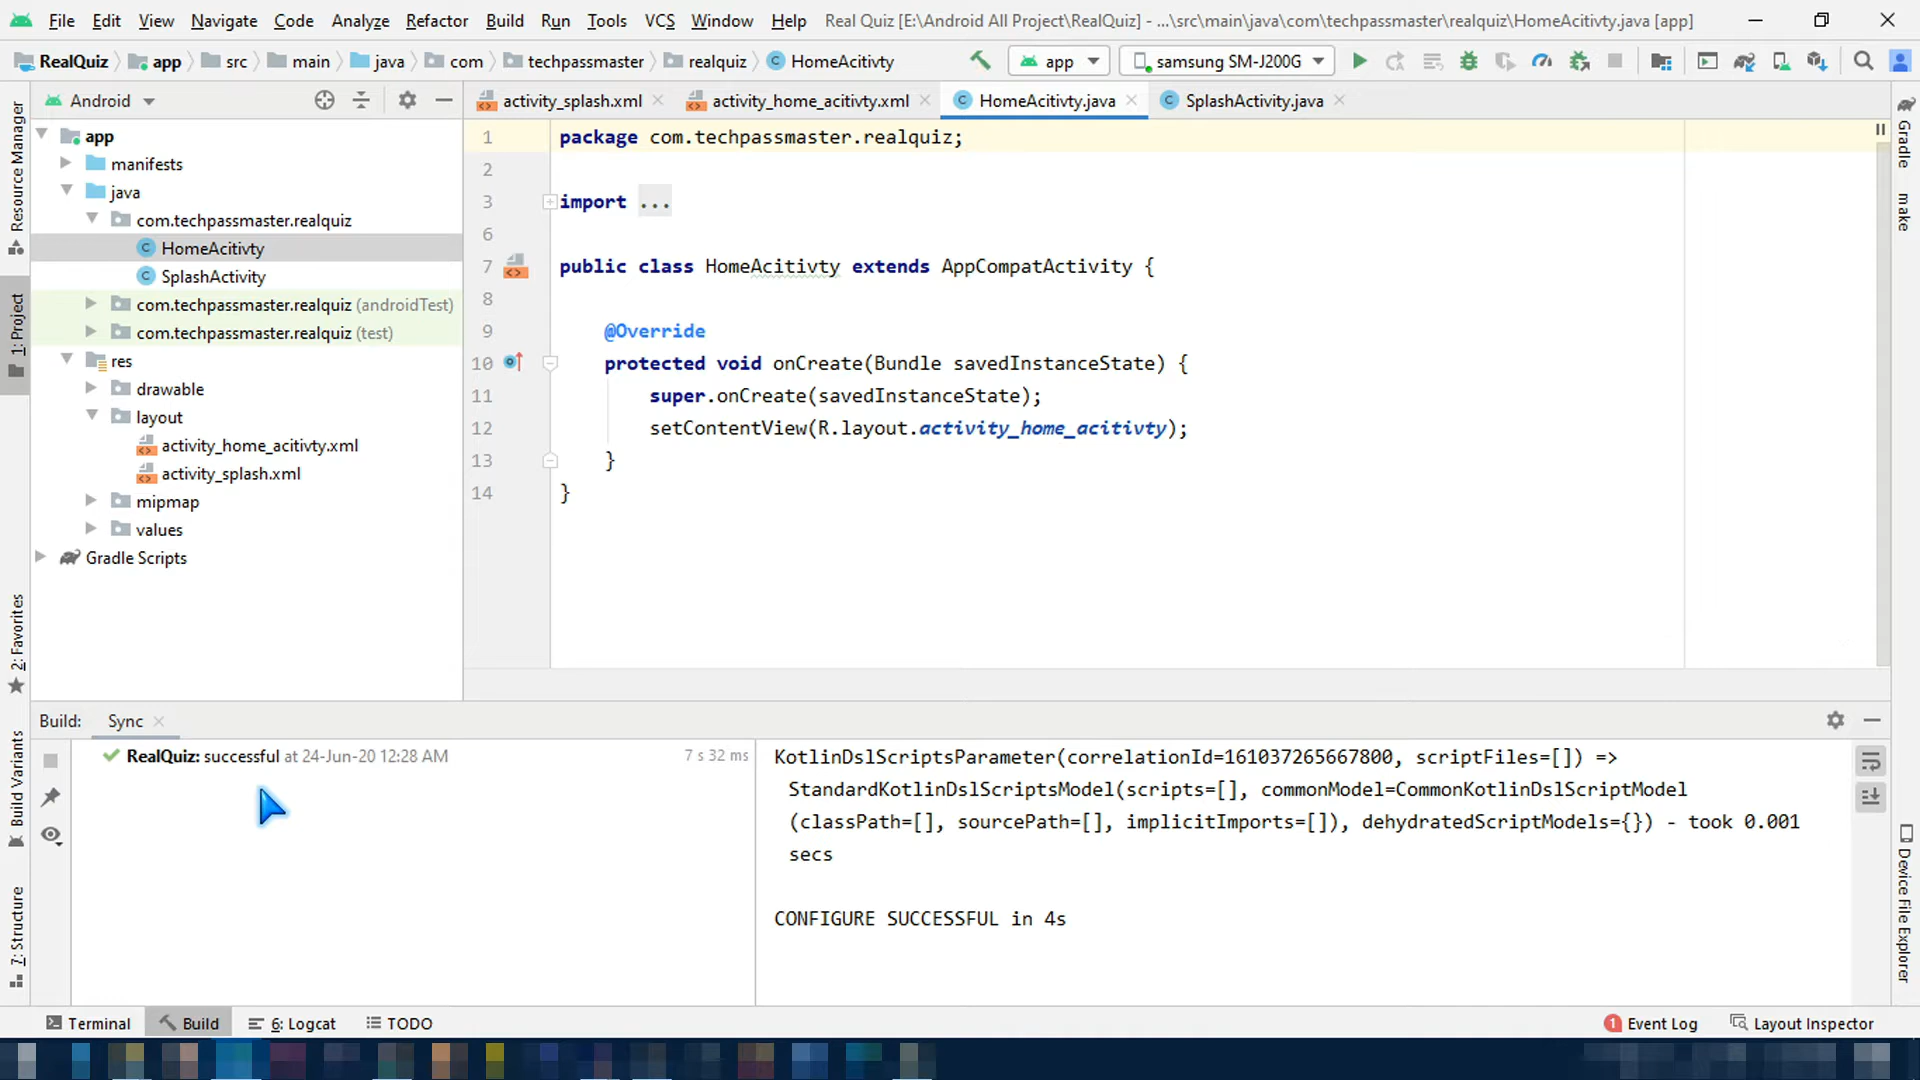 File Edit View Navigate Code Analyze Refactor Build Run Tools VCS Window Help Real Quiz [E:\Android All Project\RealQuiz] - ...\src\main\java\com\techpassmaster\realquiz\HomeAcitivty.java [app]
RealQuiz app src main java com techpassmaster realquiz HomeAcitivty app samsung SM-J200G
Android activity_splash.xml activity_home_acitivty.xml HomeAcitivty.java SplashActivity.java
Resource Manager
1: Project
2: Favorites
Build Variants
7: Structure
app
manifests
java
com.techpassmaster.realquiz
HomeAcitivty
SplashActivity
com.techpassmaster.realquiz (androidTest)
com.techpassmaster.realquiz (test)
res
drawable
layout
activity_home_acitivty.xml
activity_splash.xml
mipmap
values
Gradle Scripts
1 package com.techpassmaster.realquiz;
2
3 import ...
6
7 public class HomeAcitivty extends AppCompatActivity {
8
9 @Override
10 protected void onCreate(Bundle savedInstanceState) {
11 super.onCreate(savedInstanceState);
12 setContentView(R.layout.activity_home_acitivty);
13 }
14 }
Gradle
make
Device File Explorer
Build: Sync
RealQuiz: successful at 24-Jun-20 12:28 AM 7 s 32 ms
KotlinDslScriptsParameter(correlationId=161037265667800, scriptFiles=[]) =>
StandardKotlinDslScriptsModel(scripts=[], commonModel=CommonKotlinDslScriptModel
(classPath=[], sourcePath=[], implicitImports=[]), dehydratedScriptModels={}) - took 0.001
secs
CONFIGURE SUCCESSFUL in 4s
Terminal Build 6: Logcat TODO 1 Event Log Layout Inspector